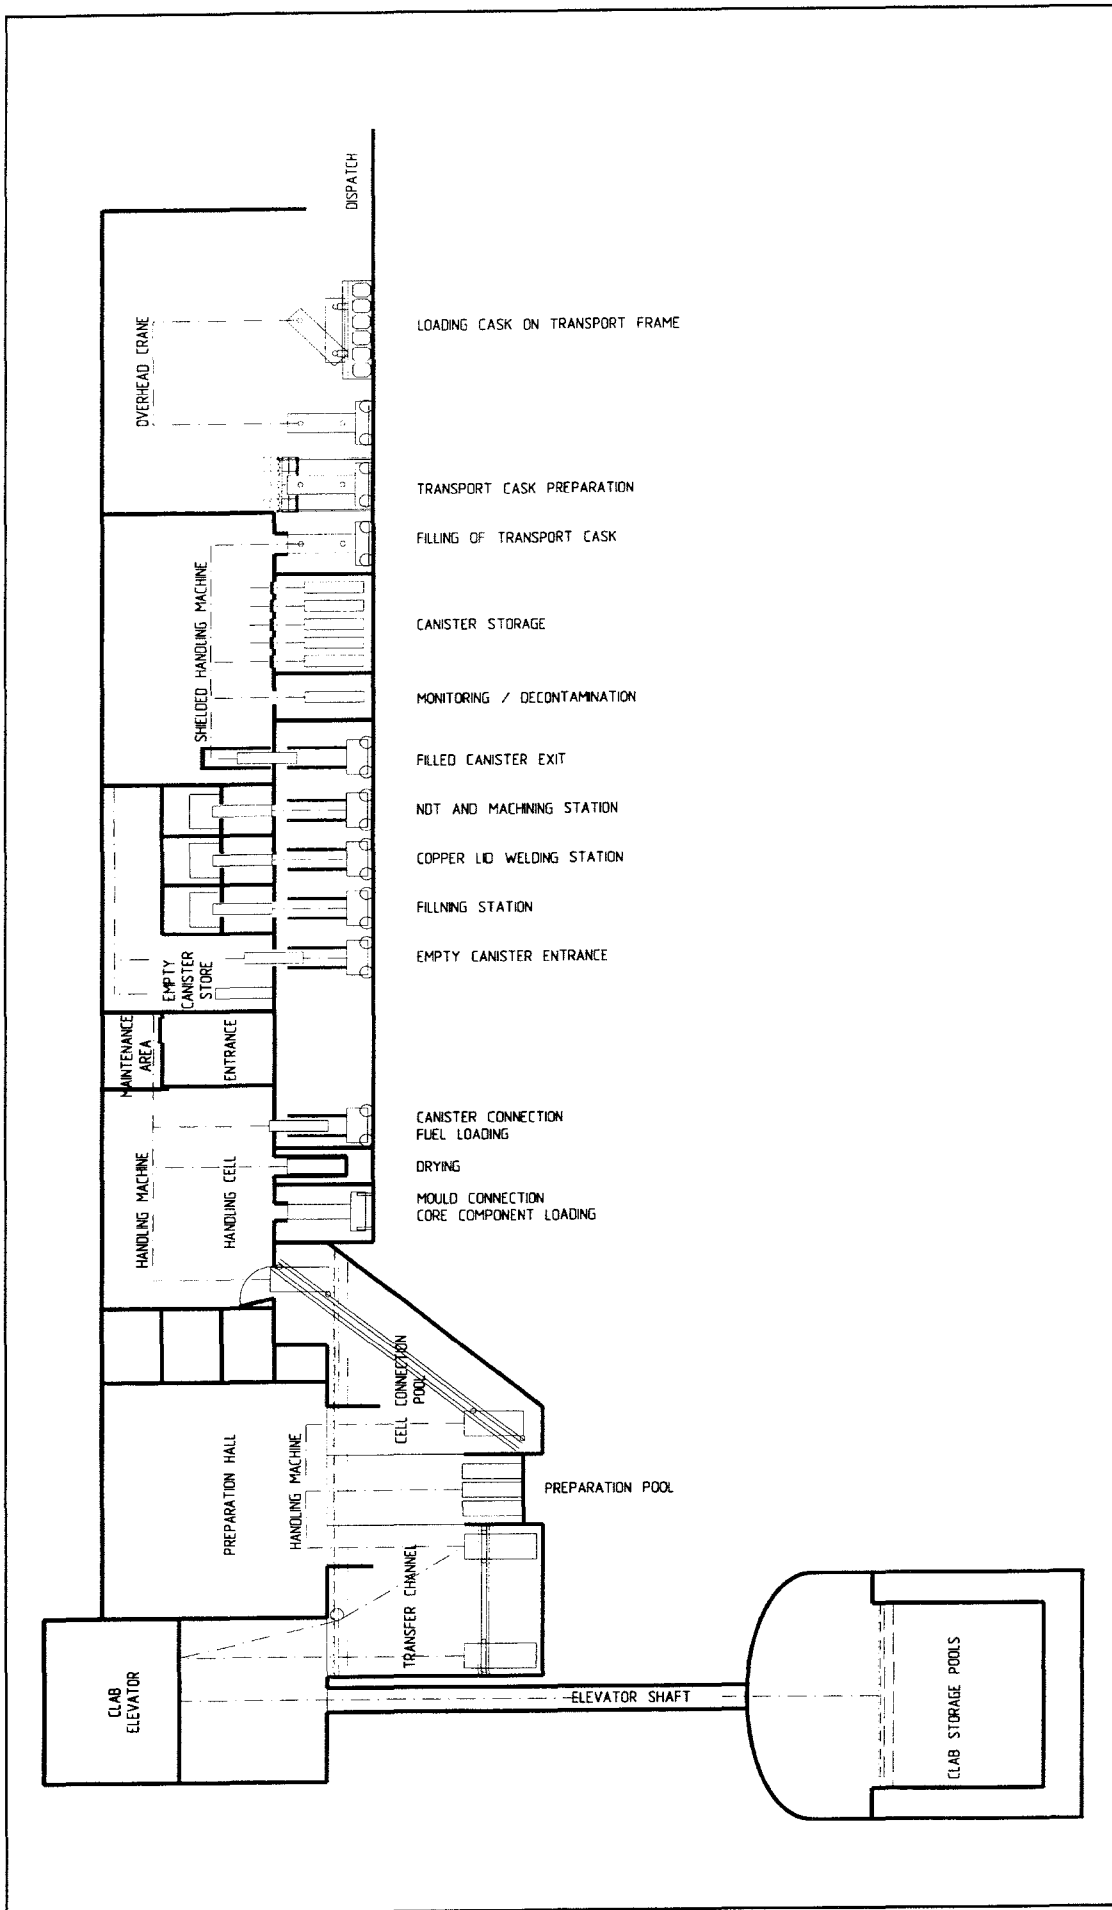 DISPATCH
OVERHEAD CRANE
LOADING CASK ON TRANSPORT FRAME
TRANSPORT CASK PREPARATION
FILLING OF TRANSPORT CASK
SHIELDED HANDLING MACHINE
CANISTER STORAGE
MONITORING / DECONTAMINATION
FILLED CANISTER EXIT
NDT AND MACHINING STATION
COPPER LID WELDING STATION
FILLNING STATION
EMPTY CANISTER ENTRANCE
EMPTY
CANISTER
STORE
MAINTENANCE
AREA
ENTRANCE
CANISTER CONNECTION
FUEL LOADING
DRYING
MOULD CONNECTION
CORE COMPONENT LOADING
HANDLING MACHINE
HANDLING CELL
CELL CONNECTION
POOL
PREPARATION HALL
HANDLING MACHINE
PREPARATION POOL
TRANSFER CHANNEL
CLAB
ELEVATOR
ELEVATOR SHAFT
CLAB STORAGE POOLS